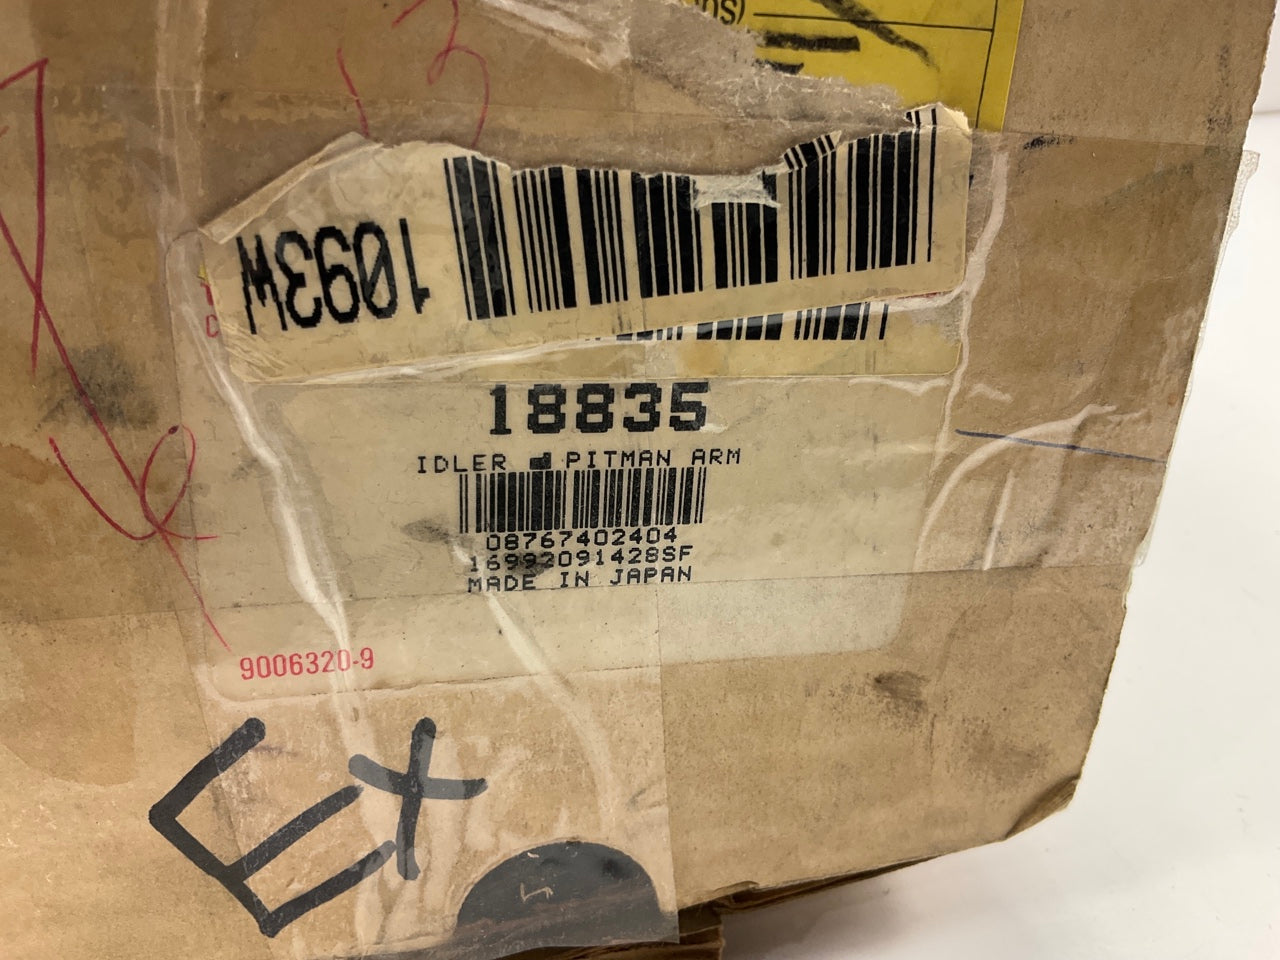 1093W
18835
IDLER PITMAN ARM
08767402404
16992091428SF
MADE IN JAPAN
9006320-9
EX